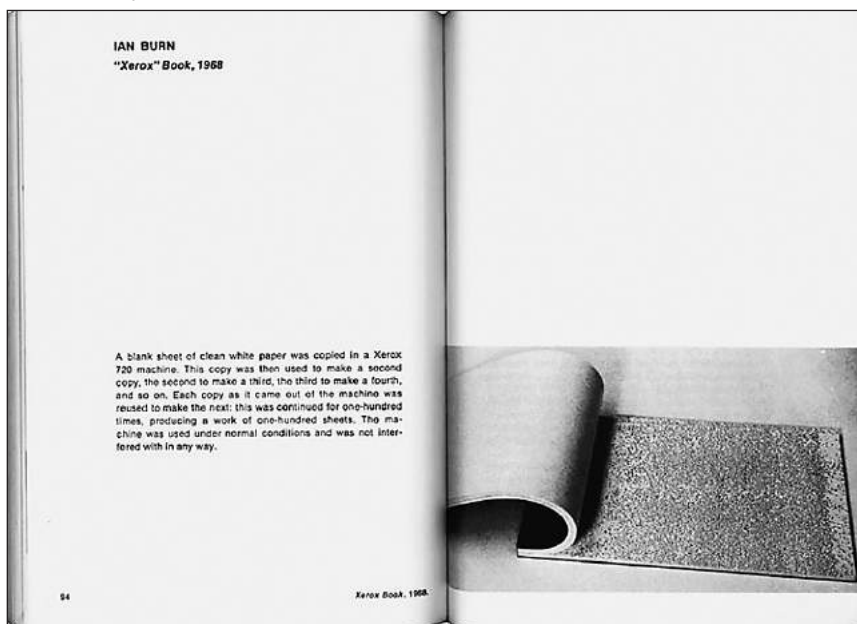 IAN BURN
"Xerox" Book, 1968
A blank sheet of clean white paper was copied in a Xerox
720 machine. This copy was then used to make a second
copy, the second to make a third, the third to make a fourth,
and so on. Each copy as it came out of the machine was
reused to make the next: this was continued for one-hundred
times, producing a work of one-hundred sheets. The ma-
chine was used under normal conditions and was not inter-
fered with in any way.
94
Xerox Book, 1968.